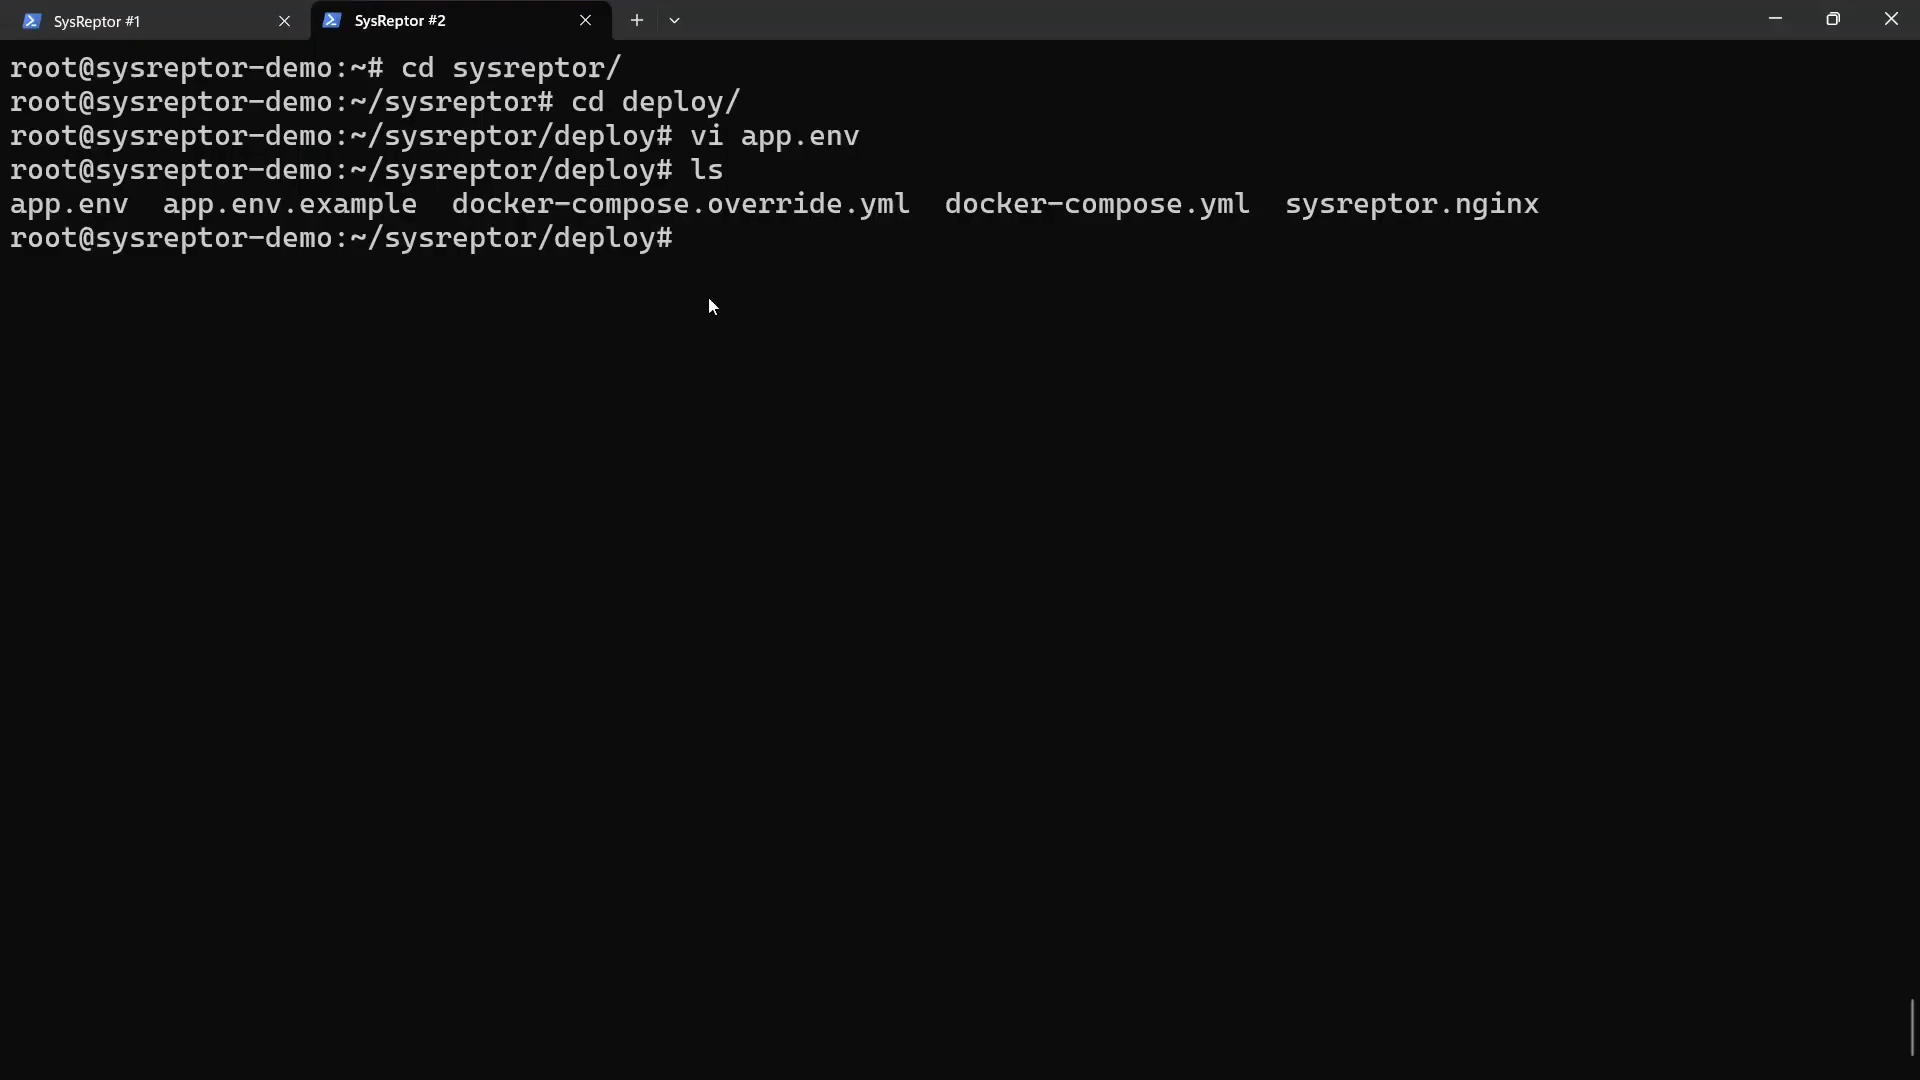 SysReptor #1
SysReptor #2
root@sysreptor-demo:~# cd sysreptor/
root@sysreptor-demo:~/sysreptor# cd deploy/
root@sysreptor-demo:~/sysreptor/deploy# vi app.env
root@sysreptor-demo:~/sysreptor/deploy# ls
app.env  app.env.example  docker-compose.override.yml  docker-compose.yml  sysreptor.nginx
root@sysreptor-demo:~/sysreptor/deploy#